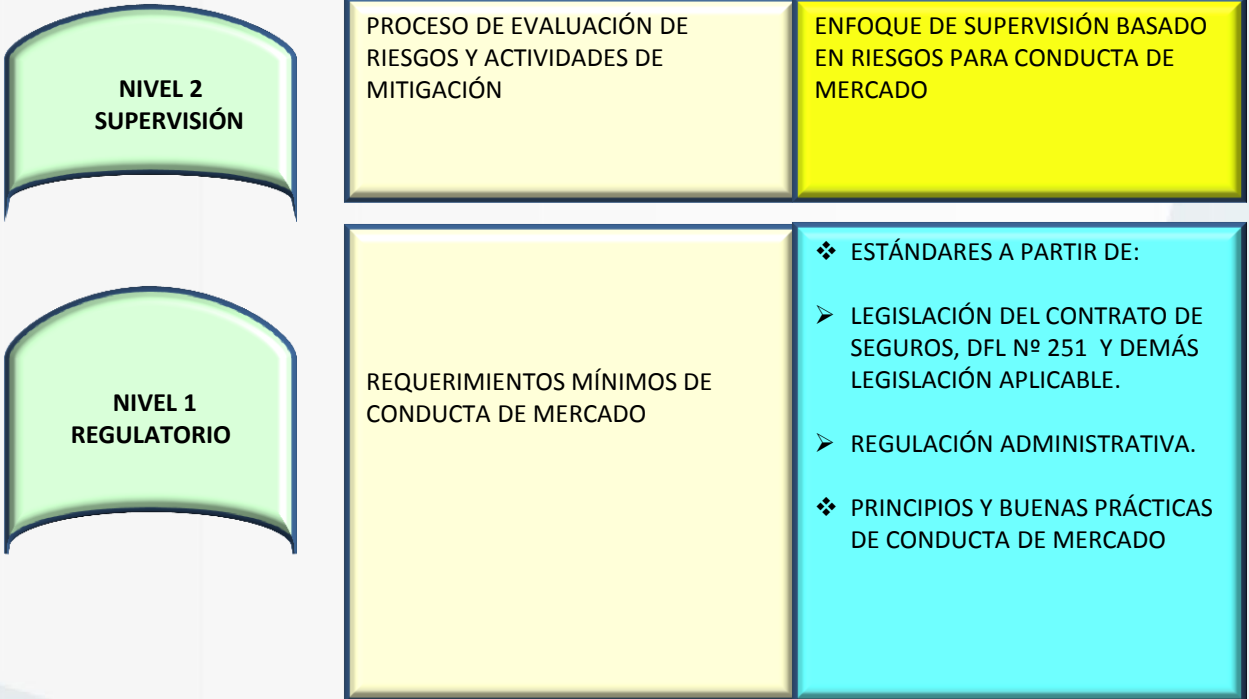 NIVEL 2
SUPERVISIÓN
PROCESO DE EVALUACIÓN DE
RIESGOS Y ACTIVIDADES DE
MITIGACIÓN
ENFOQUE DE SUPERVISIÓN BASADO
EN RIESGOS PARA CONDUCTA DE
MERCADO
NIVEL 1
REGULATORIO
REQUERIMIENTOS MÍNIMOS DE
CONDUCTA DE MERCADO
❖ ESTÁNDARES A PARTIR DE:
➢ LEGISLACIÓN DEL CONTRATO DE
SEGUROS, DFL Nº 251 Y DEMÁS
LEGISLACIÓN APLICABLE.
➢ REGULACIÓN ADMINISTRATIVA.
❖ PRINCIPIOS Y BUENAS PRÁCTICAS
DE CONDUCTA DE MERCADO